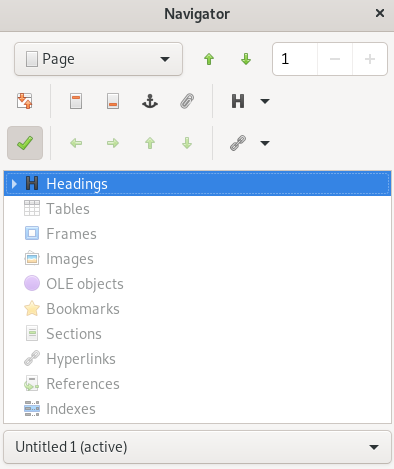 Navigator
Page
1
Headings
Tables
Frames
Images
OLE objects
Bookmarks
Sections
Hyperlinks
References
Indexes
Untitled 1 (active)